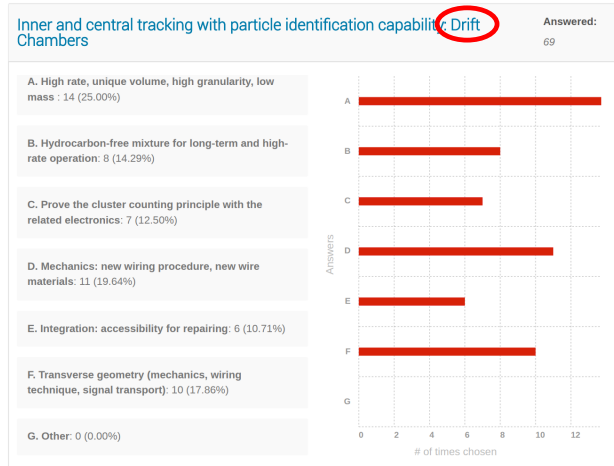 Inner and central tracking with particle identification capability: Drift
Chambers
Answered:
69
A. High rate, unique volume, high granularity, low
mass : 14 (25.00%)
B. Hydrocarbon-free mixture for long-term and high-
rate operation: 8 (14.29%)
C. Prove the cluster counting principle with the
related electronics: 7 (12.50%)
D. Mechanics: new wiring procedure, new wire
materials: 11 (19.64%)
E. Integration: accessibility for repairing: 6 (10.71%)
F. Transverse geometry (mechanics, wiring
technique, signal transport): 10 (17.86%)
G. Other: 0 (0.00%)
Answers
A
B
C
D
E
F
G
0 2 4 6 8 10 12
# of times chosen